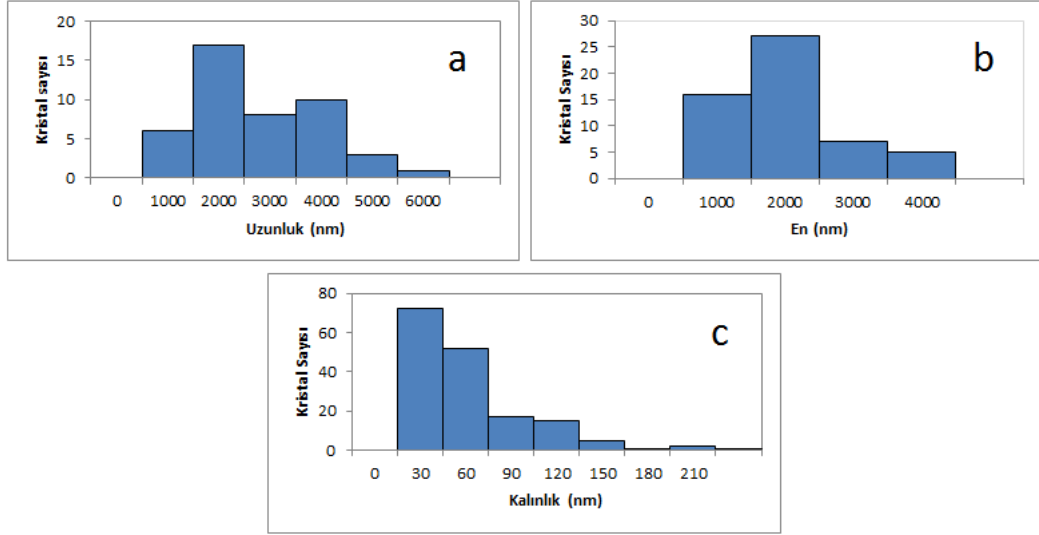 20
15
10
5
0
Kristal sayısı
a
0 1000 2000 3000 4000 5000 6000
Uzunluk (nm)
30
25
20
15
10
5
0
Kristal Sayısı
b
0 1000 2000 3000 4000
En (nm)
80
60
40
20
0
Kristal Sayısı
c
0 30 60 90 120 150 180 210
Kalınlık (nm)